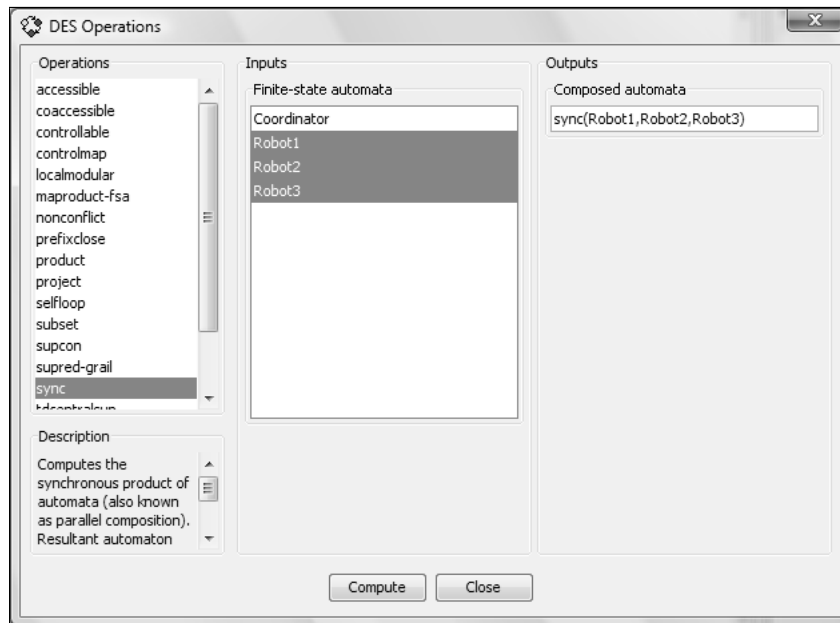 DES Operations
Operations
accessible
coaccessible
controllable
controlmap
localmodular
maproduct-fsa
nonconflict
prefixclose
product
project
selfloop
subset
supcon
supred-grail
sync
Description
Computes the
synchronous product of
automata (also known
as parallel composition).
Resultant automaton
Inputs
Finite-state automata
Coordinator
Robot1
Robot2
Robot3
Outputs
Composed automata
sync(Robot1,Robot2,Robot3)
Compute
Close